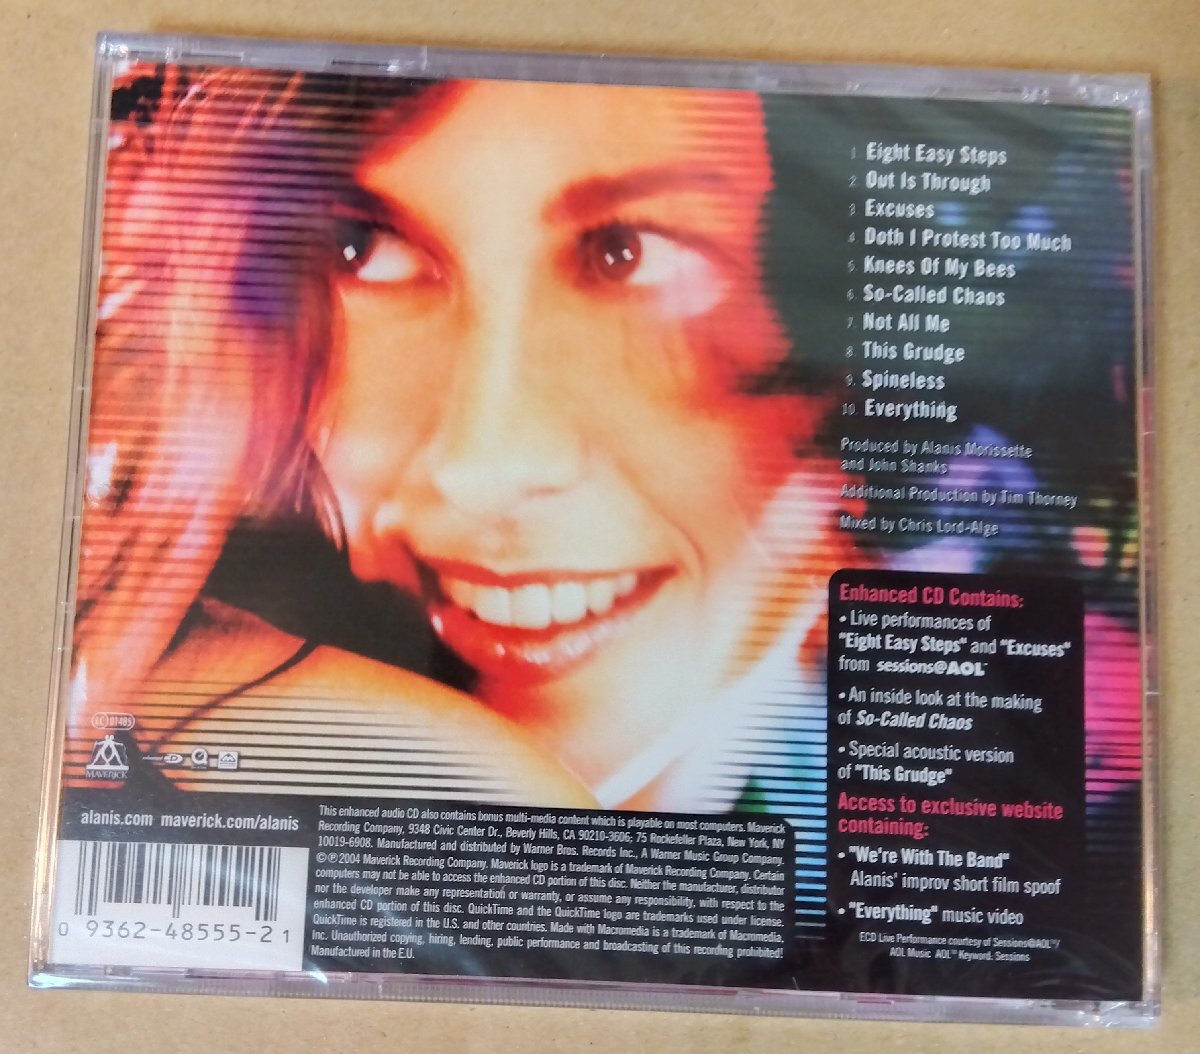 1. Eight Easy Steps
2. Out Is Through
3. Excuses
4. Doth I Protest Too Much
5. Knees Of My Bees
6. So-Called Chaos
7. Not All Me
8. This Grudge
9. Spineless
10. Everything
Produced by Alanis Morissette
and John Shanks
Additional Production by Tim Thorney
Mixed by Chris Lord-Alge
Enhanced CD Contains:
• Live performances of
"Eight Easy Steps" and "Excuses"
from sessions@AOL™
• An inside look at the making
of So-Called Chaos
• Special acoustic version
of "This Grudge"
Access to exclusive website
containing:
• "We're With The Band"
Alanis' improv short film spoof
• "Everything" music video
ECD Live Performance courtesy of Sessions@AOL™/
AOL Music AOL™ Keyword: Sessions
LC 01485
MAVERICK
alanis.com maverick.com/alanis
0 93624-8555-2 1
This enhanced audio CD also contains bonus multi-media content which is playable on most computers. Maverick
Recording Company, 9348 Civic Center Dr., Beverly Hills, CA 90210-3606; 75 Rockefeller Plaza, New York, NY
10019-6908. Manufactured and distributed by Warner Bros. Records Inc., A Warner Music Group Company.
©℗2004 Maverick Recording Company. Maverick logo is a trademark of Maverick Recording Company. Certain
computers may not be able to access the enhanced CD portion of this disc. Neither the manufacturer, distributor
nor the developer make any representation or warranty, or assume any responsibility, with respect to the
enhanced CD portion of this disc. QuickTime and the QuickTime logo are trademarks used under license.
QuickTime is registered in the U.S. and other countries. Made with Macromedia is a trademark of Macromedia,
Inc. Unauthorized copying, hiring, lending, public performance and broadcasting of this recording prohibited!
Manufactured in the E.U.